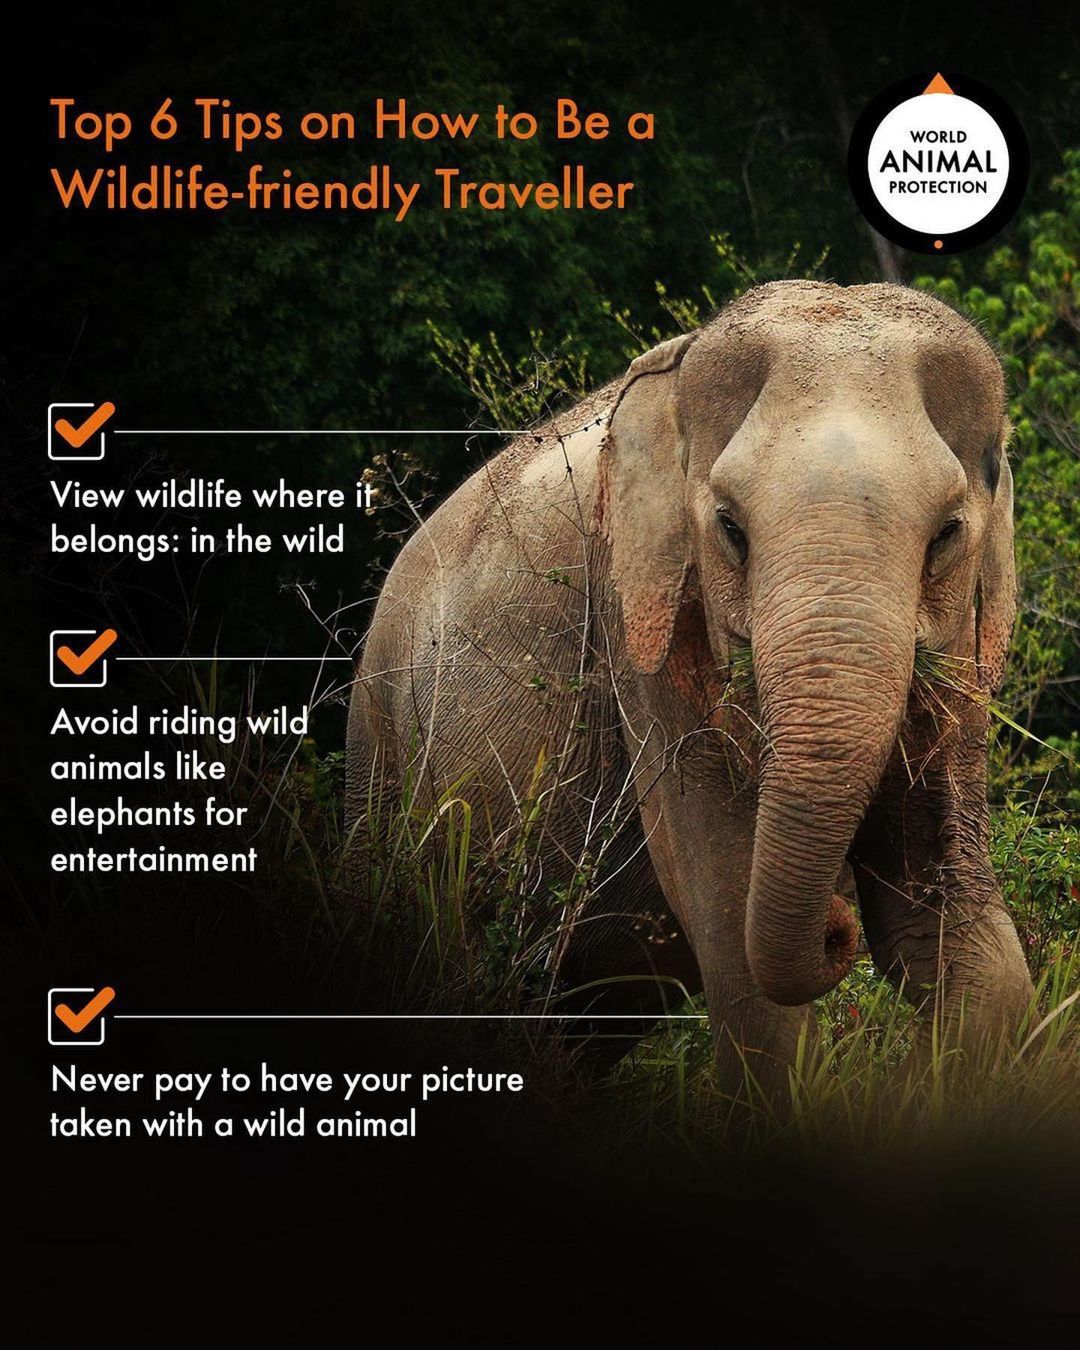 Top 6 Tips on How to Be a
Wildlife-friendly Traveller
WORLD
ANIMAL
PROTECTION
View wildlife where it
belongs: in the wild
Avoid riding wild
animals like
elephants for
entertainment
Never pay to have your picture
taken with a wild animal